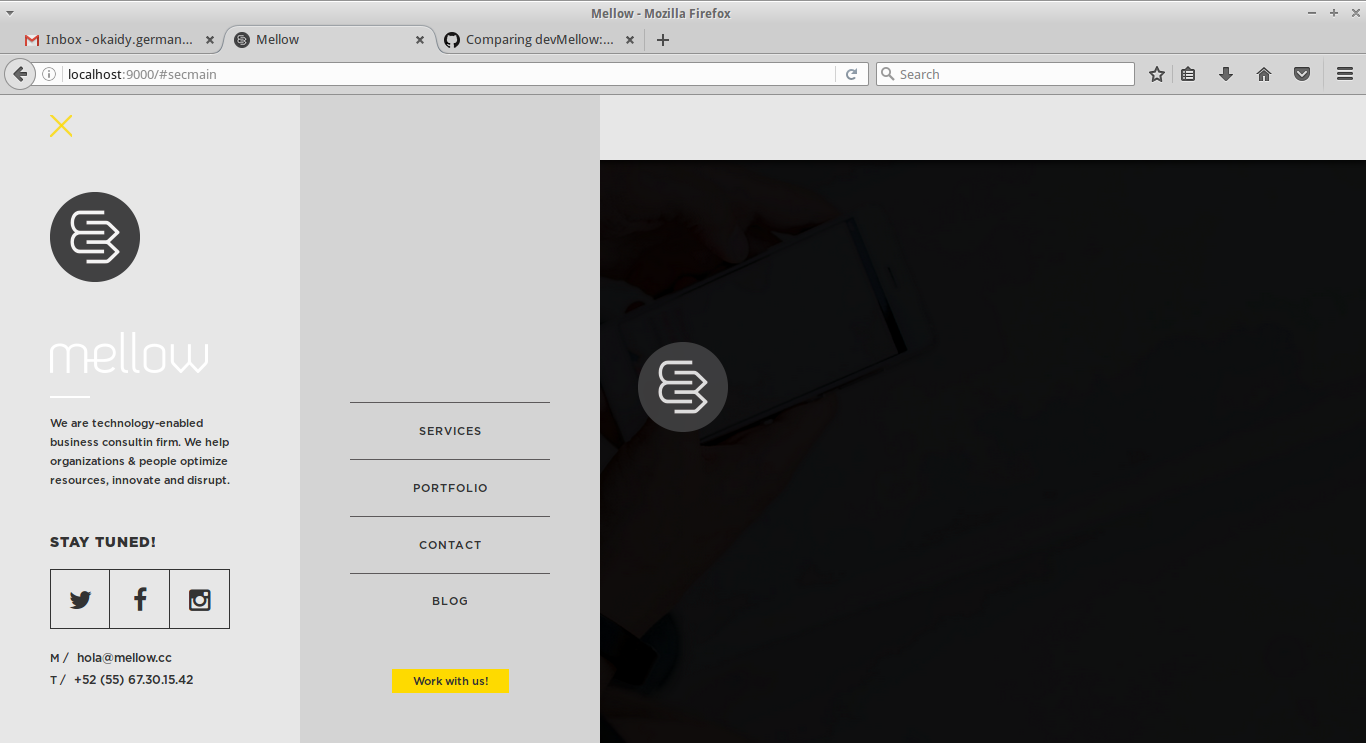 Mellow - Mozilla Firefox
Inbox - okaidy.german...
Mellow
Comparing devMellow:...
localhost:9000/#secmain
Search
mellow
We are technology-enabled
business consultin firm. We help
organizations & people optimize
resources, innovate and disrupt.
STAY TUNED!
M / hola@mellow.cc
T / +52 (55) 67.30.15.42
SERVICES
PORTFOLIO
CONTACT
BLOG
Work with us!